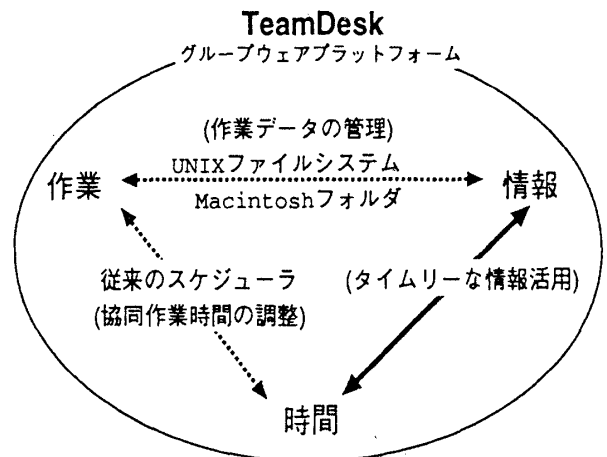 TeamDesk
グループウェアプラットフォーム
(作業データの管理)
UNIXファイルシステム
作業
情報
Macintoshフォルダ
従来のスケジューラ
(タイムリーな情報活用)
(協同作業時間の調整)
時間